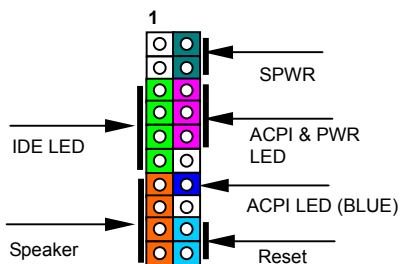 1
SPWR
IDE LED
ACPI & PWR
LED
ACPI LED (BLUE)
Speaker
Reset